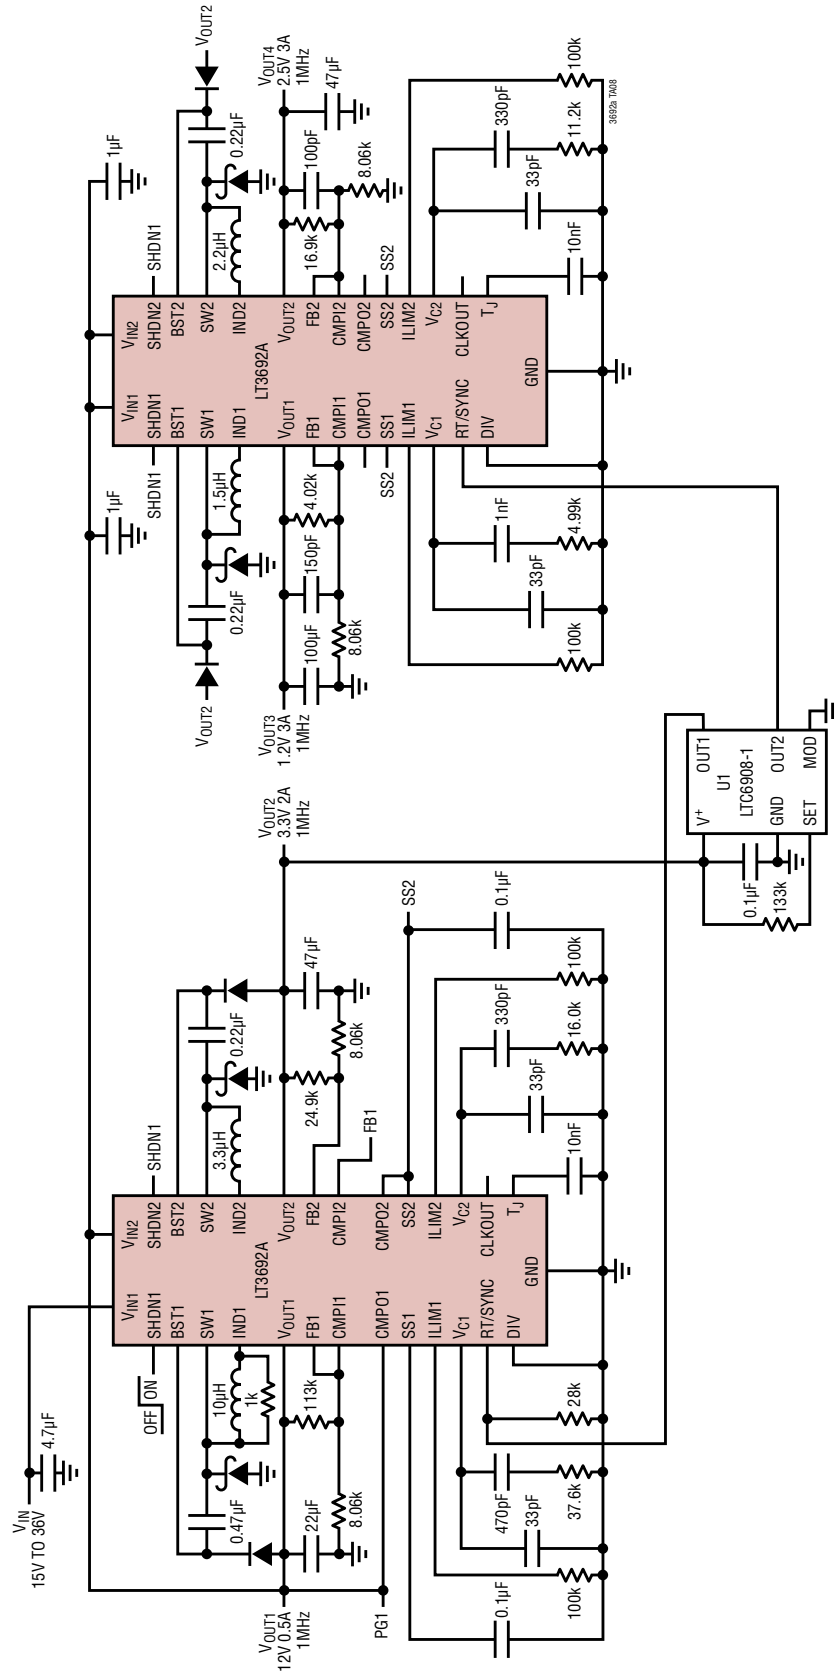 VIN
15V TO 36V
4.7µF
OFF ON
VIN1
VIN2
SHDN1
SHDN2
SHDN1
BST1
BST2
SW1
SW2
IND1
IND2
LT3692A
VOUT1
VOUT2
FB1
FB2
CMPI1
CMPI2
CMPO1
CMPO2
SS1
SS2
ILIM1
ILIM2
VC1
VC2
RT/SYNC
CLKOUT
DIV
TJ
GND
0.47µF
10µH
1k
VOUT1
12V 0.5A
1MHz
22µF
113k
8.06k
PG1
0.1µF
100k
33pF
470pF
37.6k
28k
3.3µH
0.22µF
24.9k
47µF
8.06k
FB1
SS2
VOUT2
3.3V 2A
1MHz
10nF
33pF
330pF
16.0k
100k
0.1µF
0.1µF
133k
V+
GND
SET
U1
LTC6908-1
OUT1
OUT2
MOD
1µF
1µF
VIN1
VIN2
SHDN1
SHDN1
SHDN2
SHDN1
BST1
BST2
SW1
SW2
IND1
IND2
LT3692A
VOUT1
VOUT2
FB1
FB2
CMPI1
CMPI2
CMPO1
CMPO2
SS2
SS1
SS2
SS2
ILIM1
ILIM2
VC1
VC2
RT/SYNC
CLKOUT
DIV
TJ
GND
VOUT2
0.22µF
1.5µH
VOUT3
1.2V 3A
1MHz
100µF
150pF
4.02k
8.06k
100k
33pF
1nF
4.99k
2.2µH
0.22µF
VOUT2
16.9k
100pF
8.06k
47µF
VOUT4
2.5V 3A
1MHz
10nF
33pF
330pF
11.2k
100k
3692a TA08